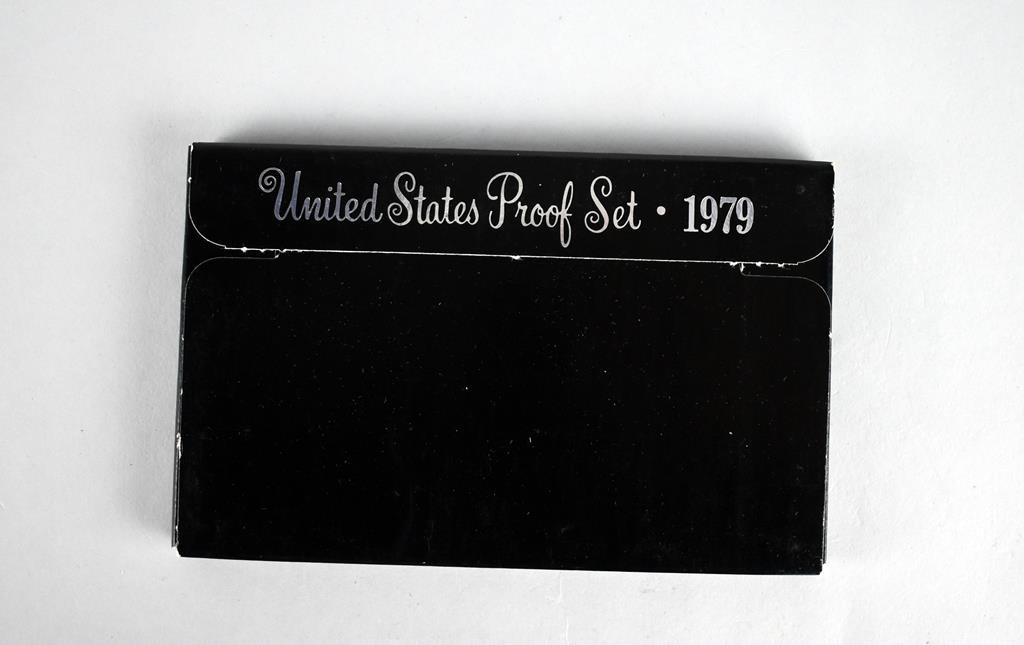 United States Proof Set · 1979